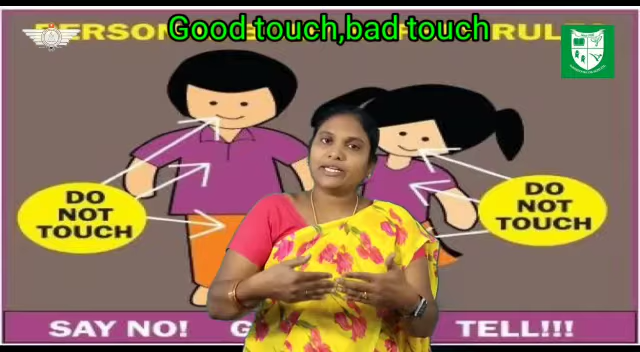 Good touch,bad touch
DO
NOT
TOUCH
DO
NOT
TOUCH
SAY NO! TELL!!!